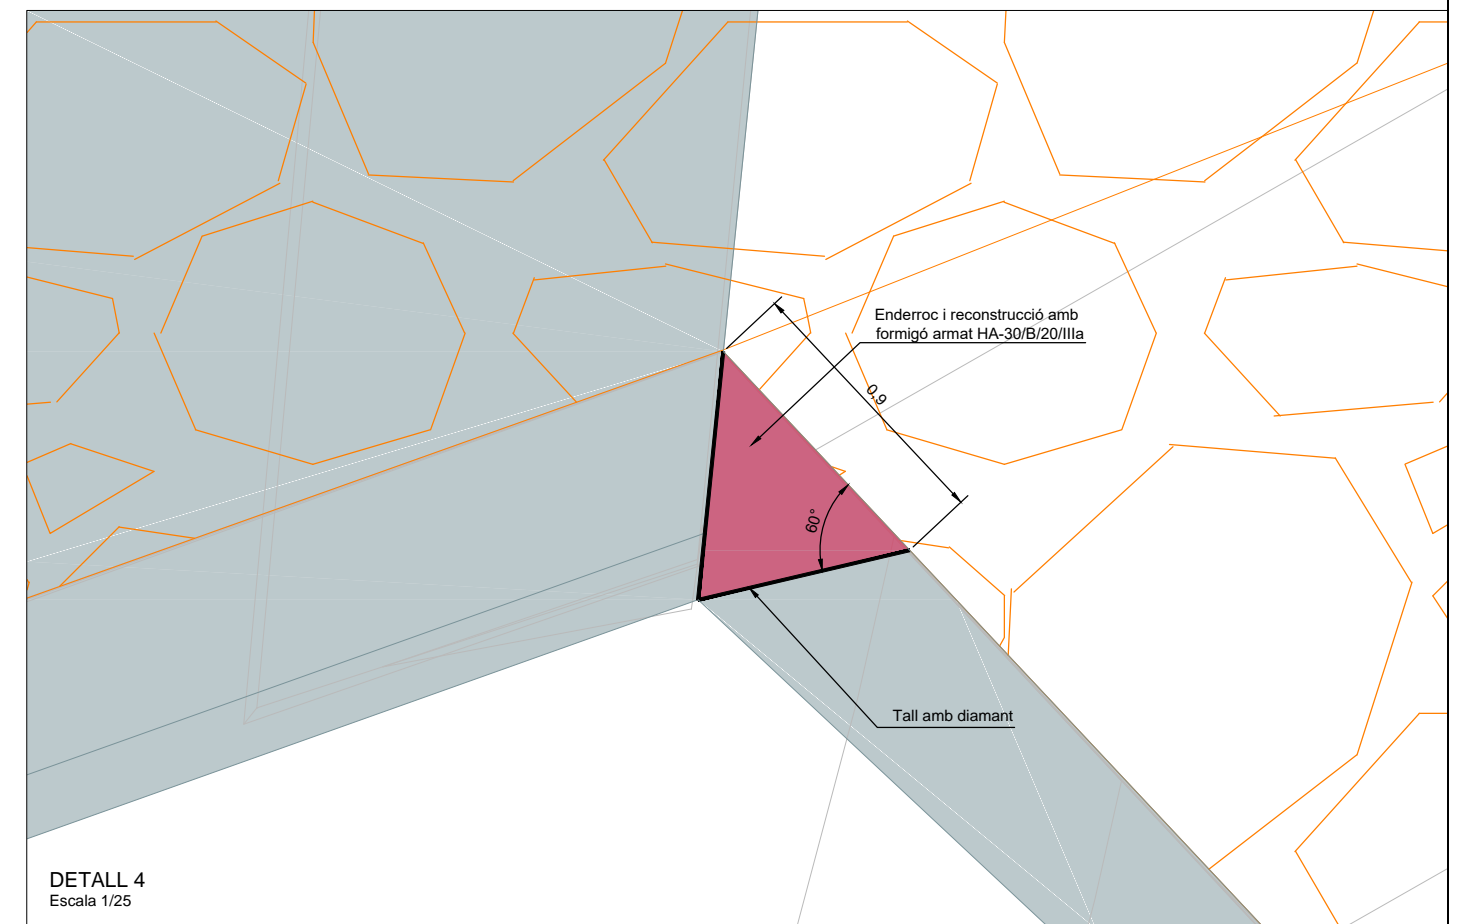 Enderroc i reconstrucció amb
formigó armat HA-30/B/20/IIIa
0,9
60°
Tall amb diamant
DETALL 4
Escala 1/25